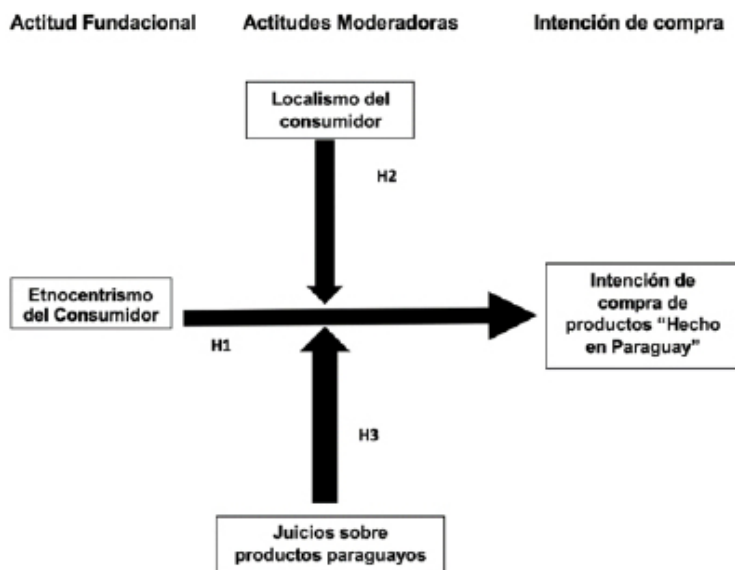 Actitud Fundacional Actitudes Moderadoras Intención de compra
Localismo del
consumidor
H2
Etnocentrismo
del Consumidor
H1
Intención de
compra de
productos “Hecho
en Paraguay”
H3
Juicios sobre
productos paraguayos